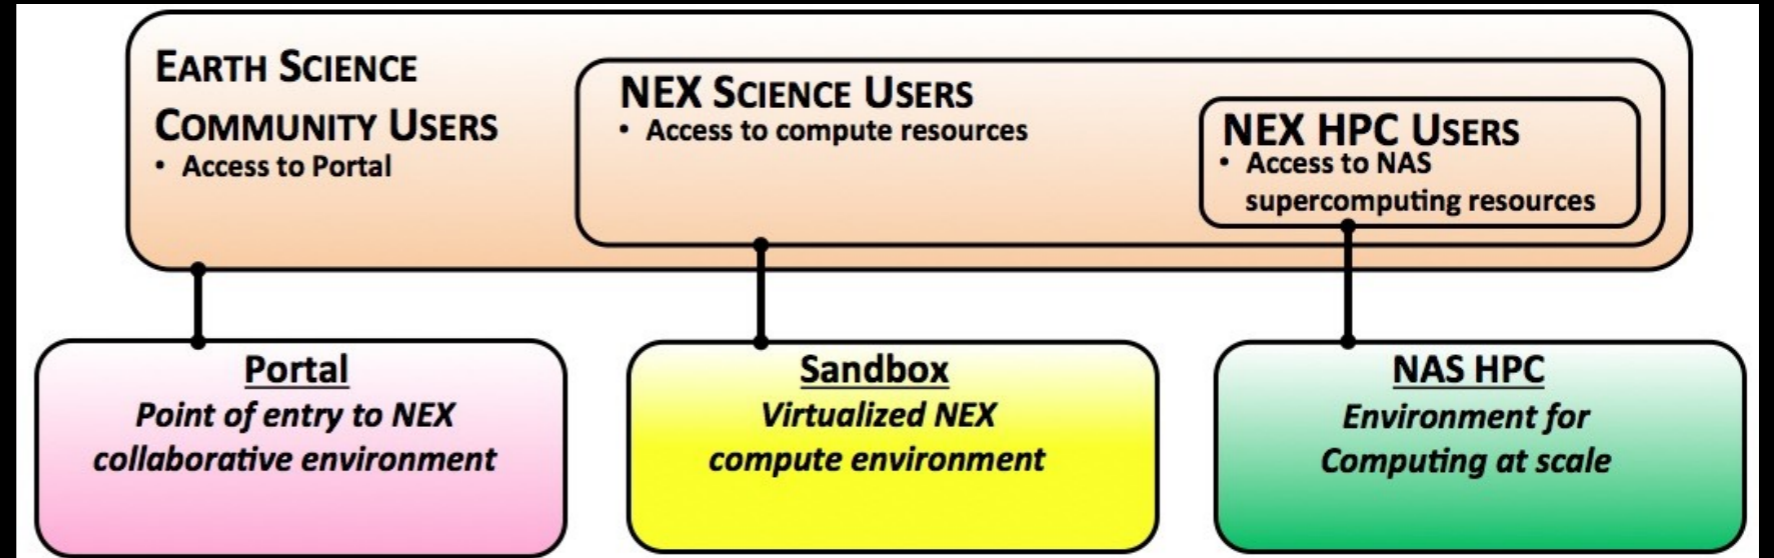 EARTH SCIENCE
COMMUNITY USERS
• Access to Portal
NEX SCIENCE USERS
• Access to compute resources
NEX HPC USERS
• Access to NAS
supercomputing resources
Portal
Point of entry to NEX
collaborative environment
Sandbox
Virtualized NEX
compute environment
NAS HPC
Environment for
Computing at scale